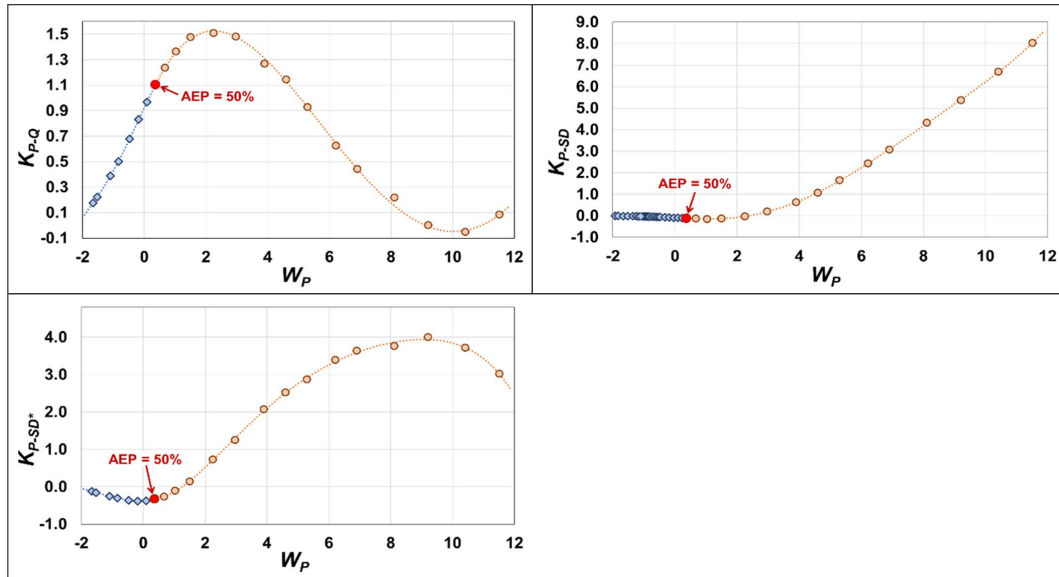 1.5
1.3
1.1
0.9
0.7
0.5
0.3
0.1
-0.1
K_P-Q
AEP = 50%
-2 0 2 4 6 8 10 12
W_P
9.0
8.0
7.0
6.0
5.0
4.0
3.0
2.0
1.0
0.0
-1.0
K_P-SD
AEP = 50%
-2 0 2 4 6 8 10 12
W_P
4.0
3.0
2.0
1.0
0.0
-1.0
K_P-SD*
AEP = 50%
-2 0 2 4 6 8 10 12
W_P